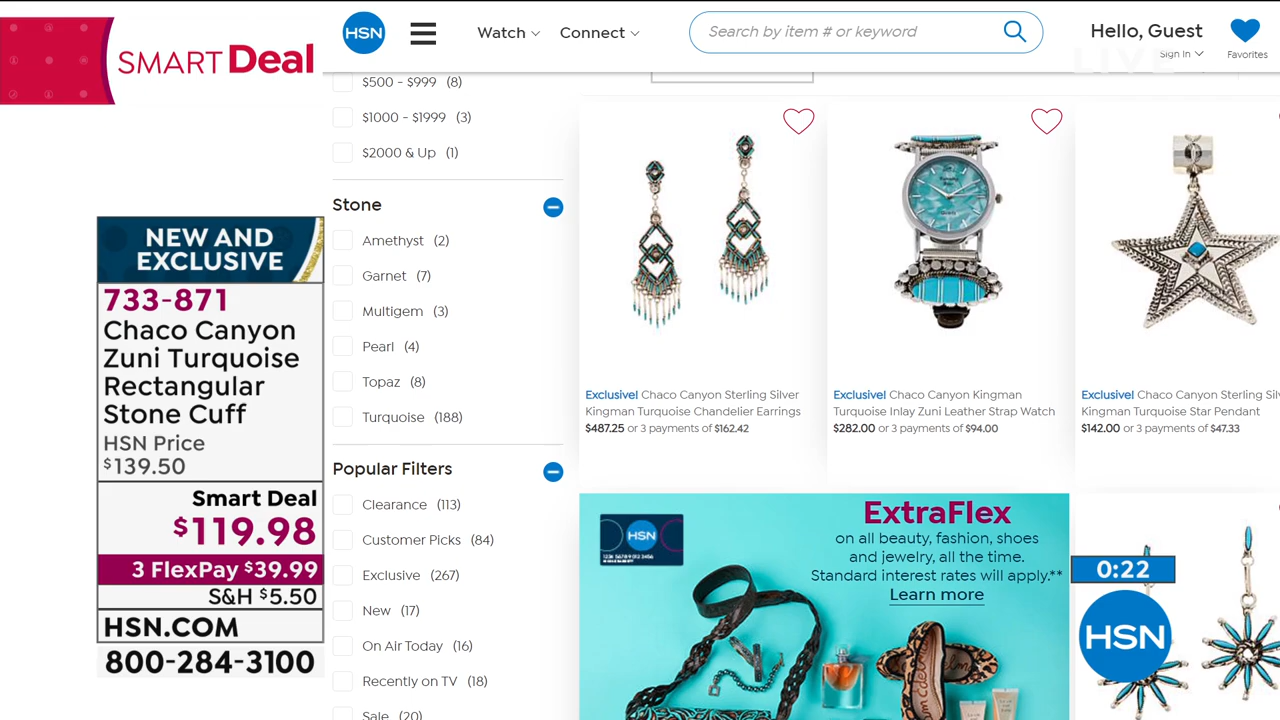 SMART Deal
HSN
Watch
Connect
Search by item # or keyword
Hello, Guest
Sign In
Favorites
LIVE
NEW AND
EXCLUSIVE
733-871
Chaco Canyon
Zuni Turquoise
Rectangular
Stone Cuff
HSN Price
$139.50
Smart Deal
$119.98
3 FlexPay $39.99
S&H $5.50
HSN.COM
800-284-3100
$500 - $999 (8)
$1000 - $1999 (3)
$2000 & Up (1)
Stone
Amethyst (2)
Garnet (7)
Multigem (3)
Pearl (4)
Topaz (8)
Turquoise (188)
Popular Filters
Clearance (113)
Customer Picks (84)
Exclusive (267)
New (17)
On Air Today (16)
Recently on TV (18)
Sale (20)
Exclusive! Chaco Canyon Sterling Silver
Kingman Turquoise Chandelier Earrings
$487.25 or 3 payments of $162.42
Exclusive! Chaco Canyon Kingman
Turquoise Inlay Zuni Leather Strap Watch
$282.00 or 3 payments of $94.00
Exclusive! Chaco Canyon Sterling Sil
Kingman Turquoise Star Pendant
$142.00 or 3 payments of $47.33
HSN
ExtraFlex
on all beauty, fashion, shoes
and jewelry, all the time.
Standard interest rates will apply.**
Learn more
0:22
HSN